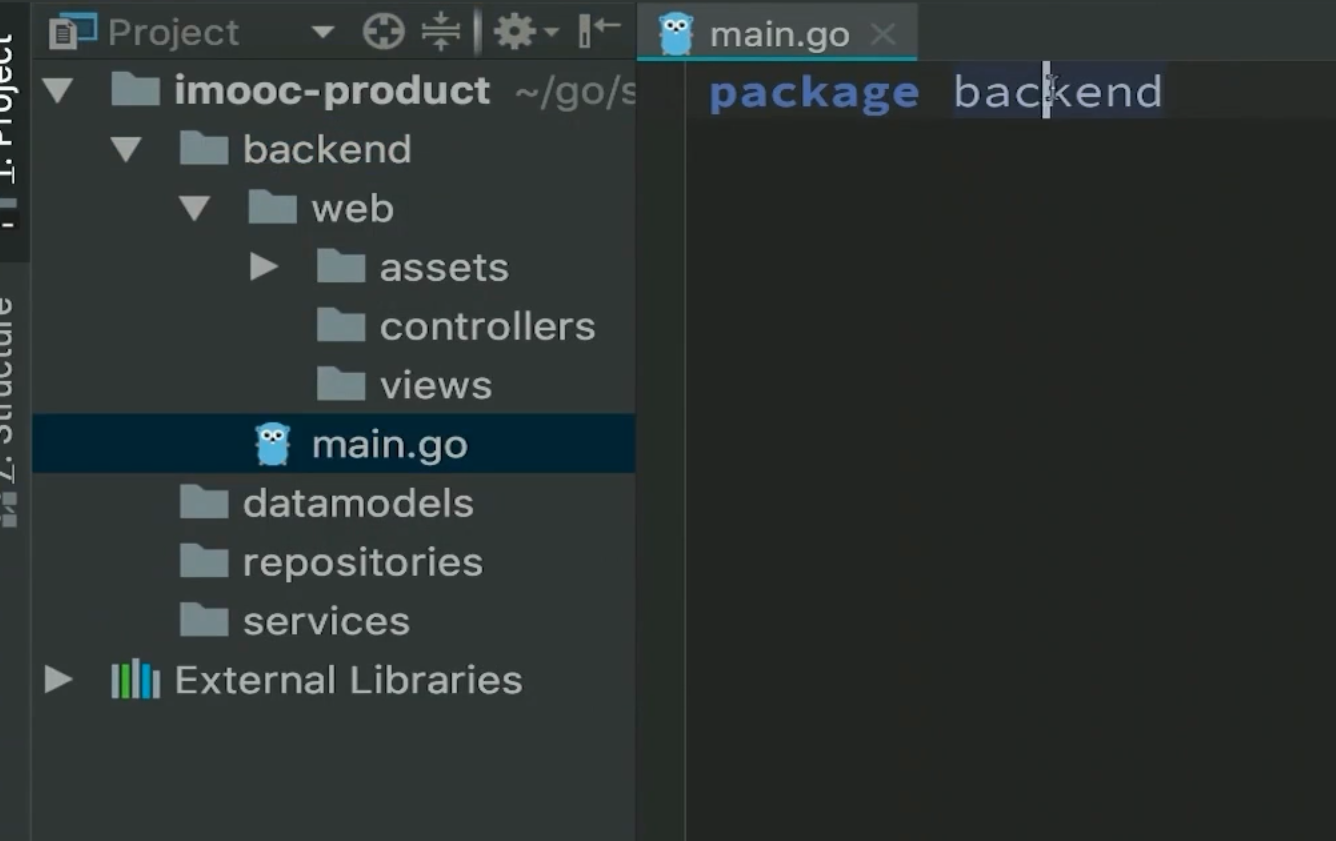 Project
main.go
1: Project
imooc-product ~/go/s
package backend
backend
web
assets
controllers
views
main.go
datamodels
repositories
services
External Libraries
Structure